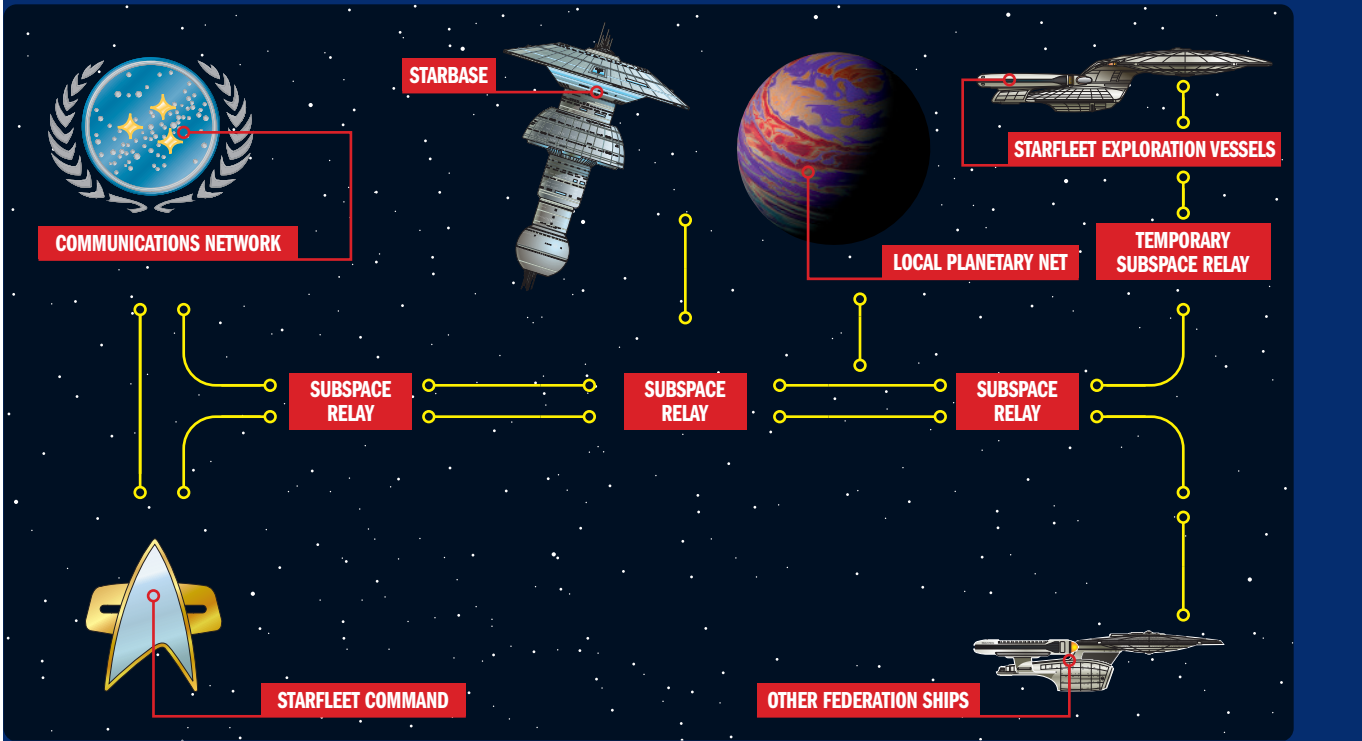 STARBASE
STARFLEET EXPLORATION VESSELS
COMMUNICATIONS NETWORK
LOCAL PLANETARY NET
TEMPORARY
SUBSPACE RELAY
SUBSPACE
RELAY
SUBSPACE
RELAY
SUBSPACE
RELAY
STARFLEET COMMAND
OTHER FEDERATION SHIPS